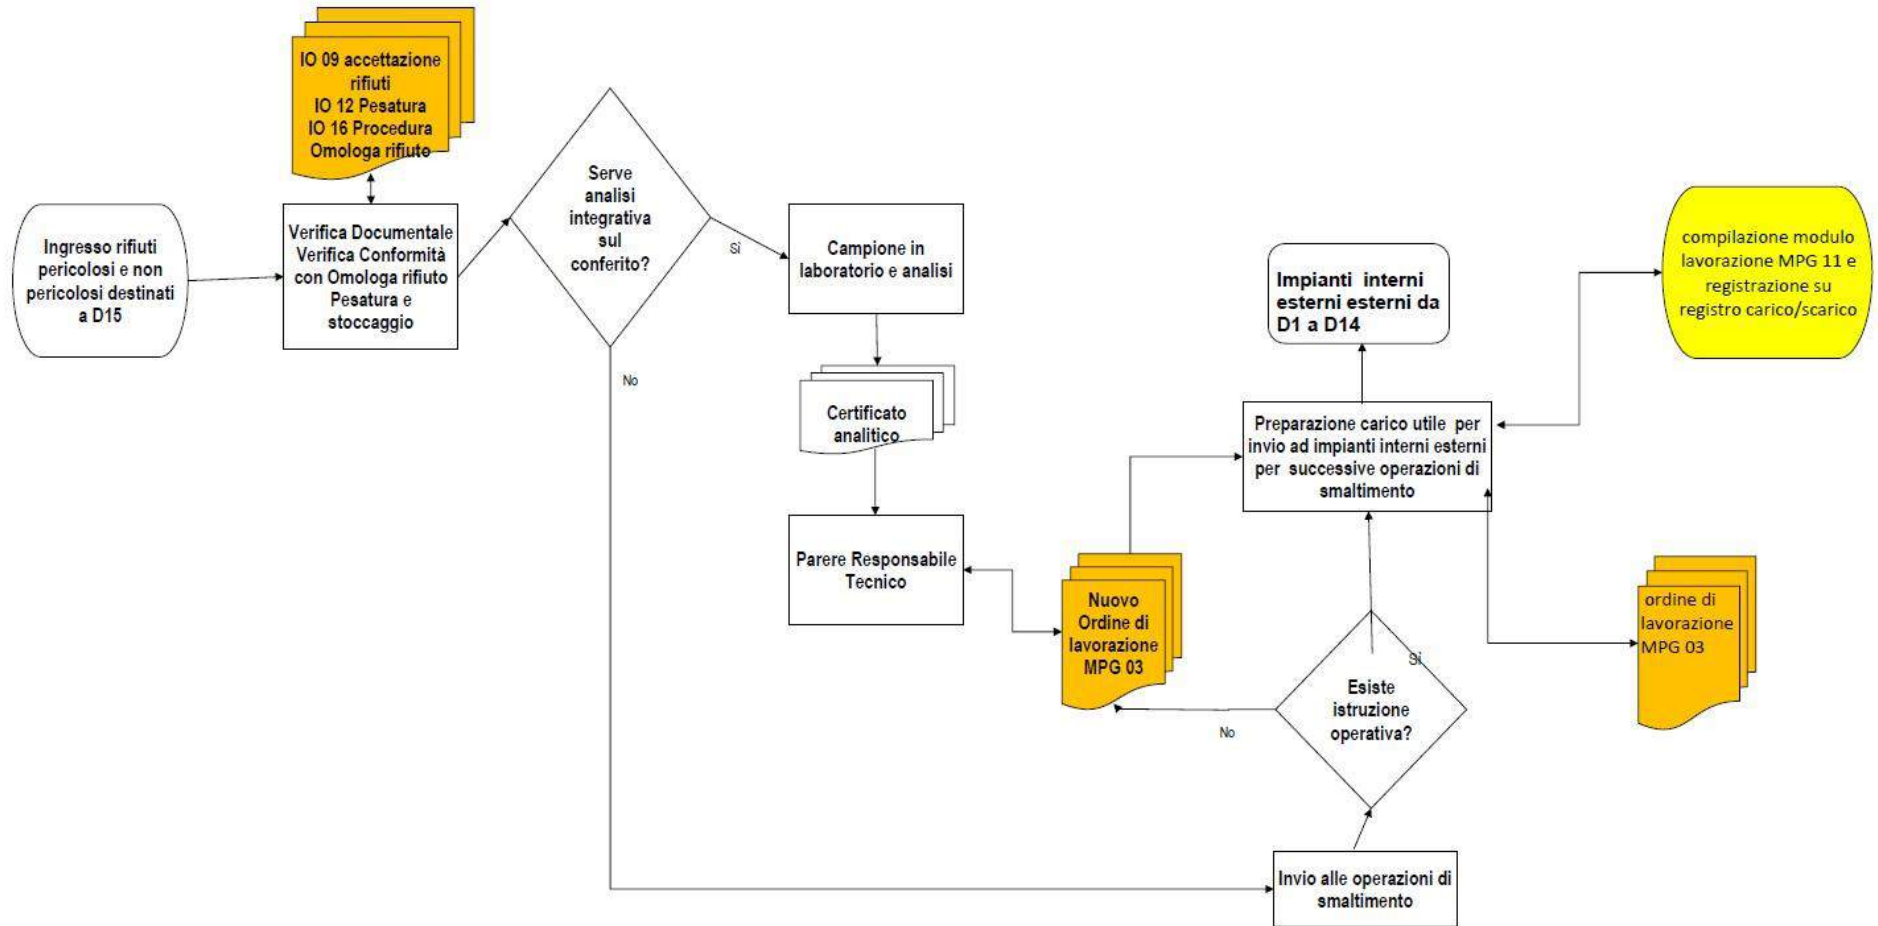 IO 09 accettazione
rifiuti
IO 12 Pesatura
IO 16 Procedura
Omologa rifiuto
Ingresso rifiuti
pericolosi e non
pericolosi destinati
a D15
Verifica Documentale
Verifica Conformità
con Omologa rifiuto
Pesatura e
stoccaggio
Serve
analisi
integrativa
sul
conferito?
Si
No
Campione in
laboratorio e analisi
Certificato
analitico
Parere Responsabile
Tecnico
Nuovo
Ordine di
lavorazione
MPG 03
Impianti interni
esterni esterni da
D1 a D14
Preparazione carico utile per
invio ad impianti interni esterni
per successive operazioni di
smaltimento
compilazione modulo
lavorazione MPG 11 e
registrazione su
registro carico/scarico
ordine di
lavorazione
MPG 03
Si
Esiste
istruzione
operativa?
No
Invio alle operazioni di
smaltimento